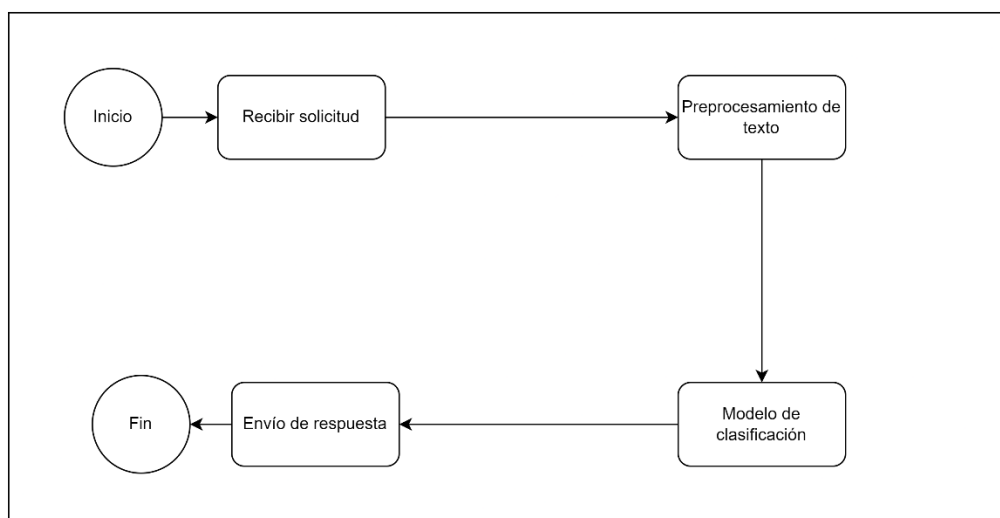 Inicio
Recibir solicitud
Preprocesamiento de
texto
Modelo de
clasificación
Envío de respuesta
Fin